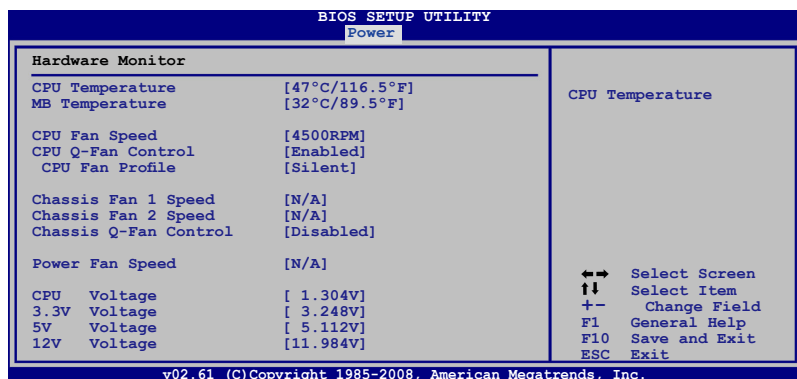 BIOS SETUP UTILITY
Power
Hardware Monitor
CPU Temperature [47°C/116.5°F]
MB Temperature [32°C/89.5°F]
CPU Fan Speed [4500RPM]
CPU Q-Fan Control [Enabled]
CPU Fan Profile [Silent]
Chassis Fan 1 Speed [N/A]
Chassis Fan 2 Speed [N/A]
Chassis Q-Fan Control [Disabled]
Power Fan Speed [N/A]
CPU Voltage [ 1.304V]
3.3V Voltage [ 3.248V]
5V Voltage [ 5.112V]
12V Voltage [11.984V]
CPU Temperature
←→ Select Screen
↑↓ Select Item
+- Change Field
F1 General Help
F10 Save and Exit
ESC Exit
v02.61 (C)Copyright 1985-2008, American Megatrends, Inc.